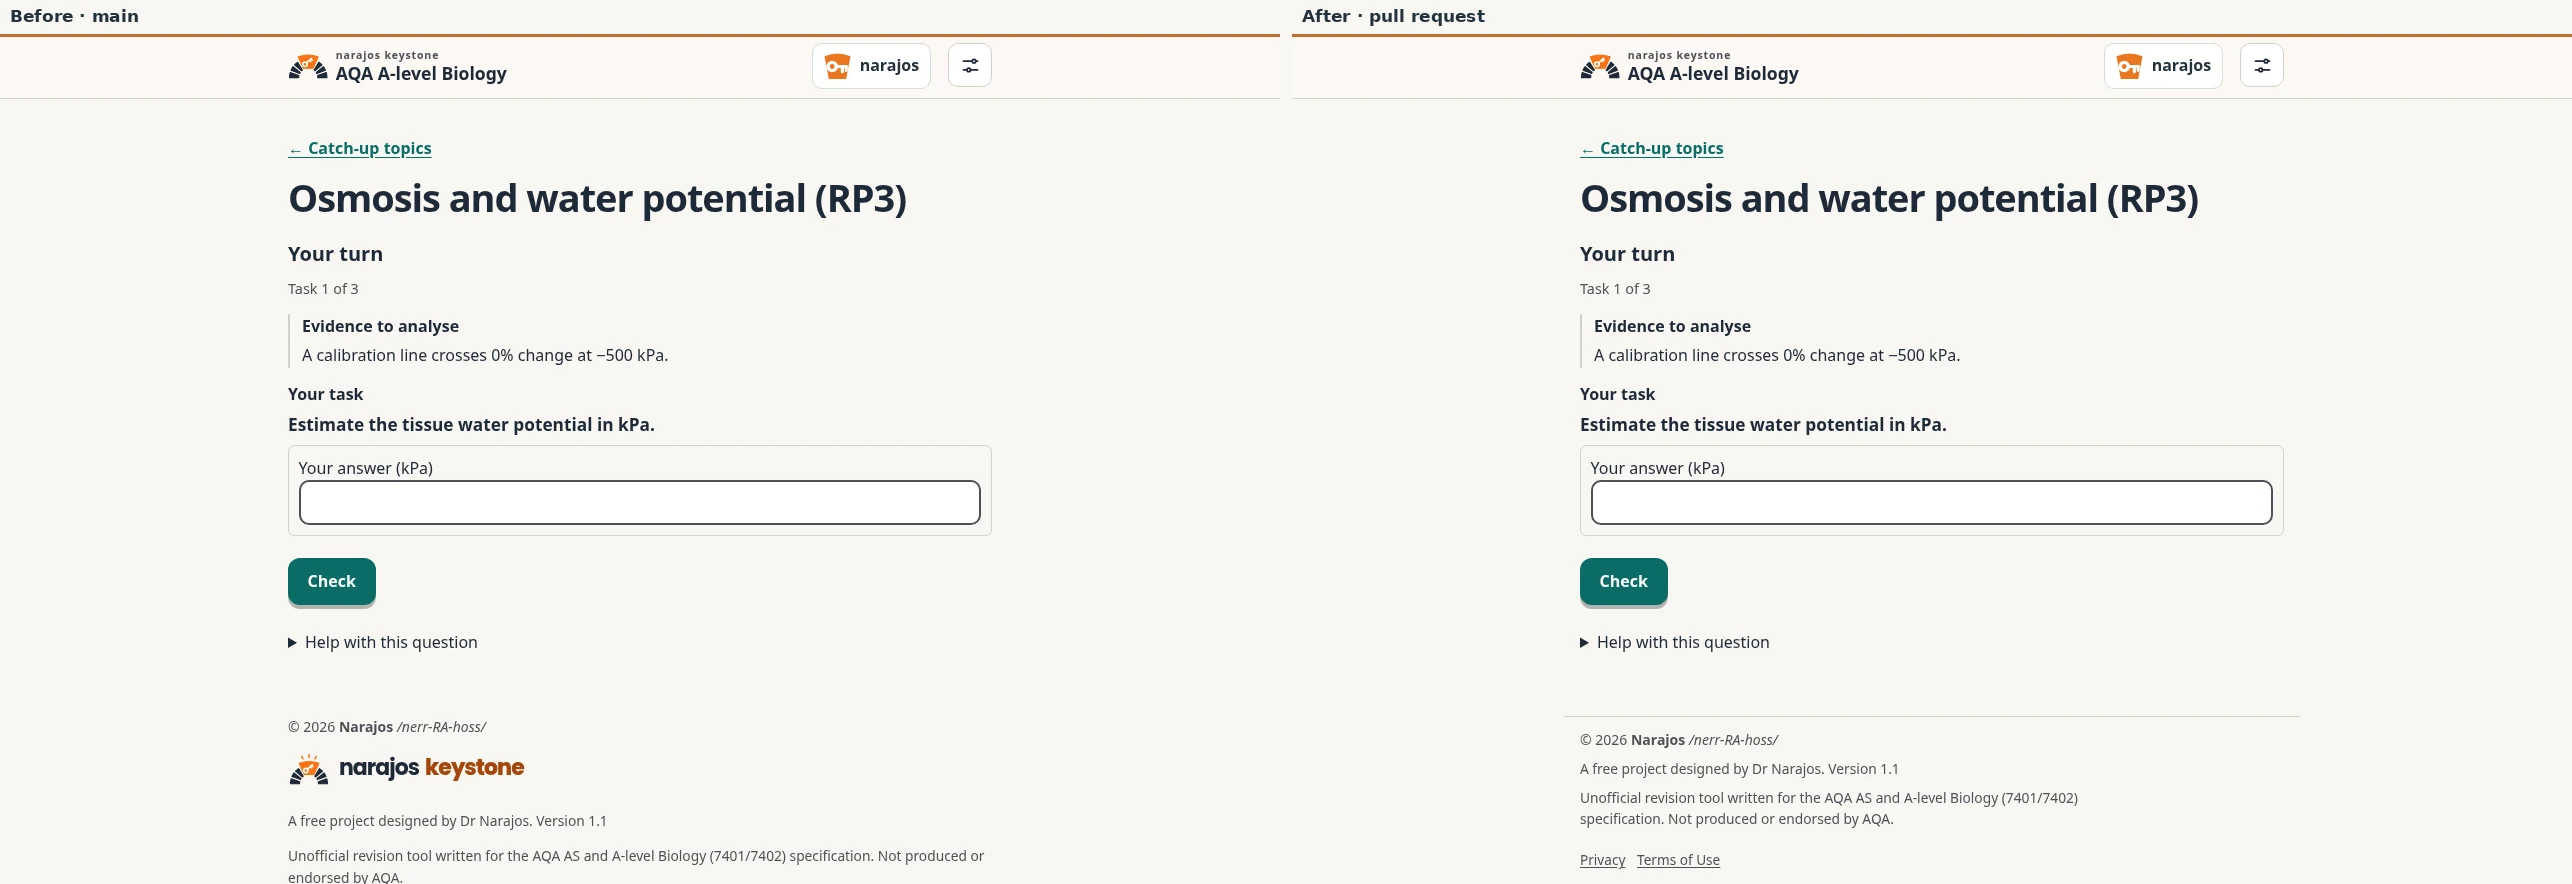 Before · main
narajos keystone
AQA A-level Biology
narajos
← Catch-up topics
Osmosis and water potential (RP3)
Your turn
Task 1 of 3
Evidence to analyse
A calibration line crosses 0% change at −500 kPa.
Your task
Estimate the tissue water potential in kPa.
Your answer (kPa)
Check
Help with this question
© 2026 Narajos /nerr-RA-hoss/
narajos keystone
A free project designed by Dr Narajos. Version 1.1
Unofficial revision tool written for the AQA AS and A-level Biology (7401/7402) specification. Not produced or
endorsed by AQA.
After · pull request
narajos keystone
AQA A-level Biology
narajos
← Catch-up topics
Osmosis and water potential (RP3)
Your turn
Task 1 of 3
Evidence to analyse
A calibration line crosses 0% change at −500 kPa.
Your task
Estimate the tissue water potential in kPa.
Your answer (kPa)
Check
Help with this question
© 2026 Narajos /nerr-RA-hoss/
A free project designed by Dr Narajos. Version 1.1
Unofficial revision tool written for the AQA AS and A-level Biology (7401/7402)
specification. Not produced or endorsed by AQA.
Privacy Terms of Use